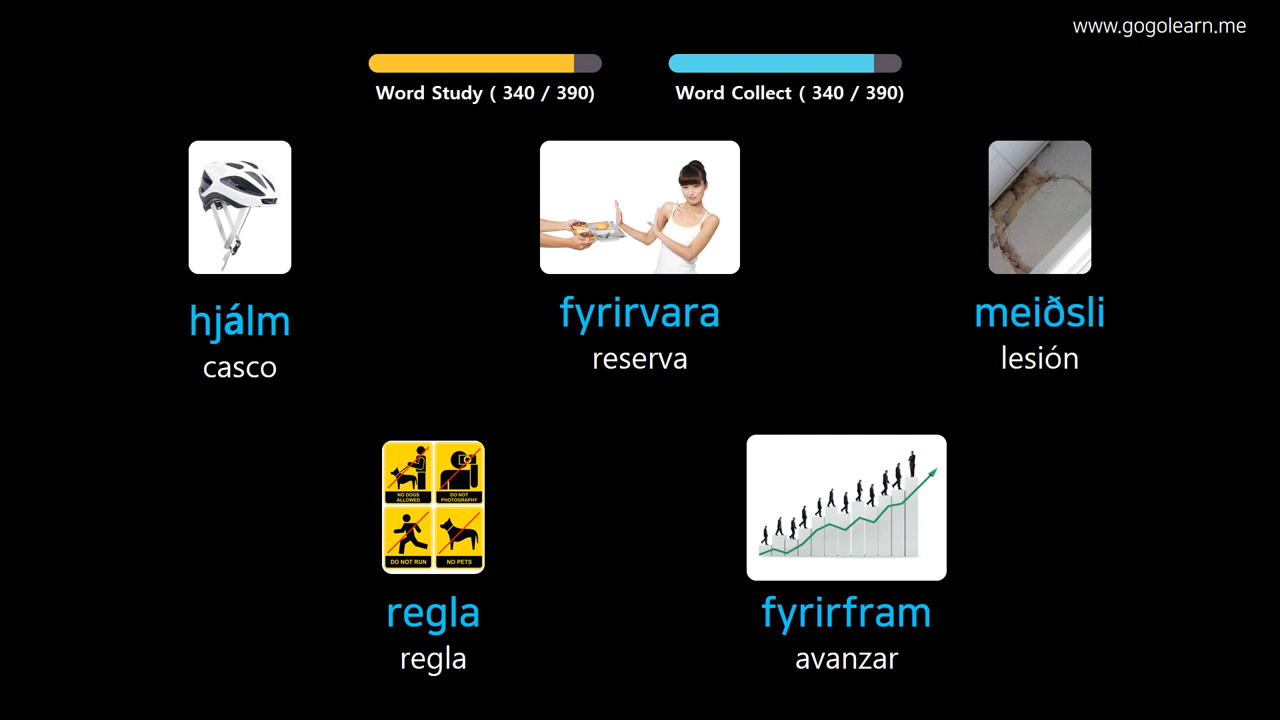 www.gogolearn.me
Word Study ( 340 / 390)
Word Collect ( 340 / 390)
hjálm
casco
fyrirvara
reserva
meiðsli
lesión
NO DOGS
ALLOWED
DO NOT
PHOTOGRAPHY
DO NOT RUN
NO PETS
regla
regla
fyrirfram
avanzar